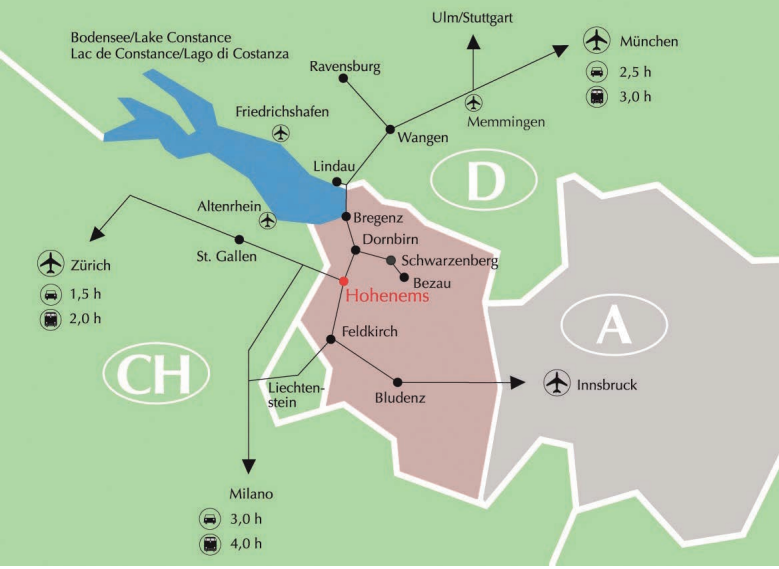 Ulm/Stuttgart
Bodensee/Lake Constance
Lac de Constance/Lago di Costanza
München
2,5 h
3,0 h
Ravensburg
Friedrichshafen
Memmingen
Wangen
Lindau
D
Altenrhein
Bregenz
Dornbirn
St. Gallen
Schwarzenberg
Zürich
Bezau
1,5 h
Hohenems
2,0 h
A
Feldkirch
CH
Liechten-
stein
Innsbruck
Bludenz
Milano
3,0 h
4,0 h